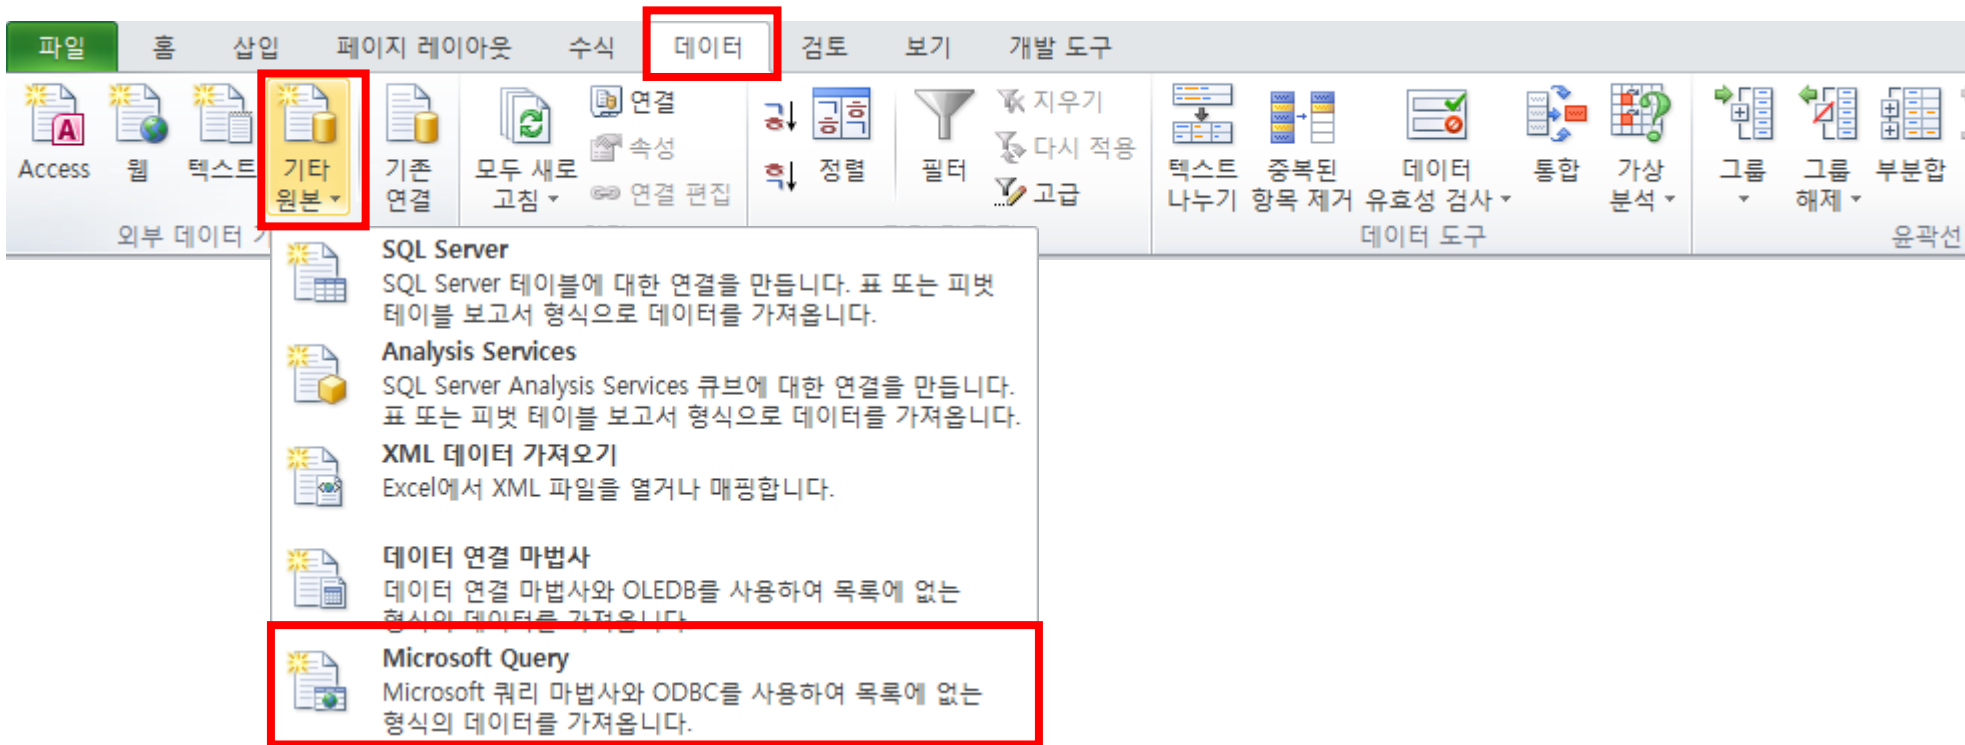 파일 홈 삽입 페이지 레이아웃 수식 데이터 검토 보기 개발 도구
Access 웹 텍스트 기타 원본 기존 연결
외부 데이터
모두 새로 고침
연결
속성
연결 편집
정렬
필터
지우기
다시 적용
고급
텍스트 나누기
중복된 항목 제거
데이터 유효성 검사
통합
가상 분석
데이터 도구
그룹
그룹 해제
부분합
윤곽선
SQL Server
SQL Server 테이블에 대한 연결을 만듭니다. 표 또는 피벗
테이블 보고서 형식으로 데이터를 가져옵니다.
Analysis Services
SQL Server Analysis Services 큐브에 대한 연결을 만듭니다.
표 또는 피벗 테이블 보고서 형식으로 데이터를 가져옵니다.
XML 데이터 가져오기
Excel에서 XML 파일을 열거나 매핑합니다.
데이터 연결 마법사
데이터 연결 마법사와 OLEDB를 사용하여 목록에 없는
형식의 데이터를 가져옵니다.
Microsoft Query
Microsoft 쿼리 마법사와 ODBC를 사용하여 목록에 없는
형식의 데이터를 가져옵니다.